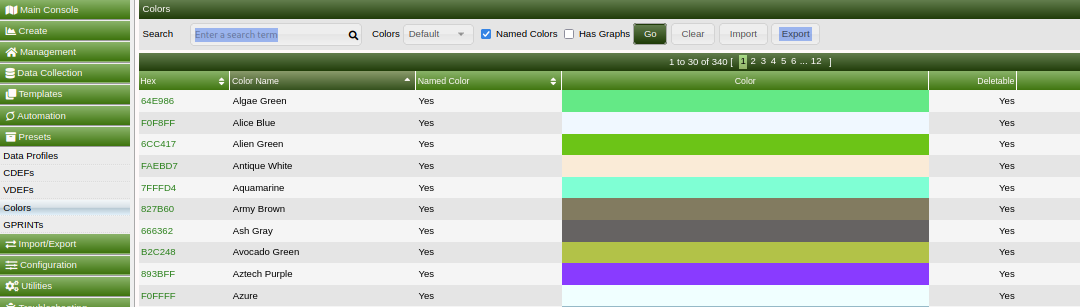 Main Console
Create
Management
Data Collection
Templates
Automation
Presets
Data Profiles
CDEFs
VDEFs
Colors
GPRINTs
Import/Export
Configuration
Utilities
Troubleshooting
Colors
Search Enter a search term Colors Default Named Colors Has Graphs Go Clear Import Export
1 to 30 of 340 [ 1 2 3 4 5 6 ... 12 ]
Hex Color Name Named Color Color Deletable
64E986 Algae Green Yes Yes
F0F8FF Alice Blue Yes Yes
6CC417 Alien Green Yes Yes
FAEBD7 Antique White Yes Yes
7FFFD4 Aquamarine Yes Yes
827B60 Army Brown Yes Yes
666362 Ash Gray Yes Yes
B2C248 Avocado Green Yes Yes
893BFF Aztech Purple Yes Yes
F0FFFF Azure Yes Yes